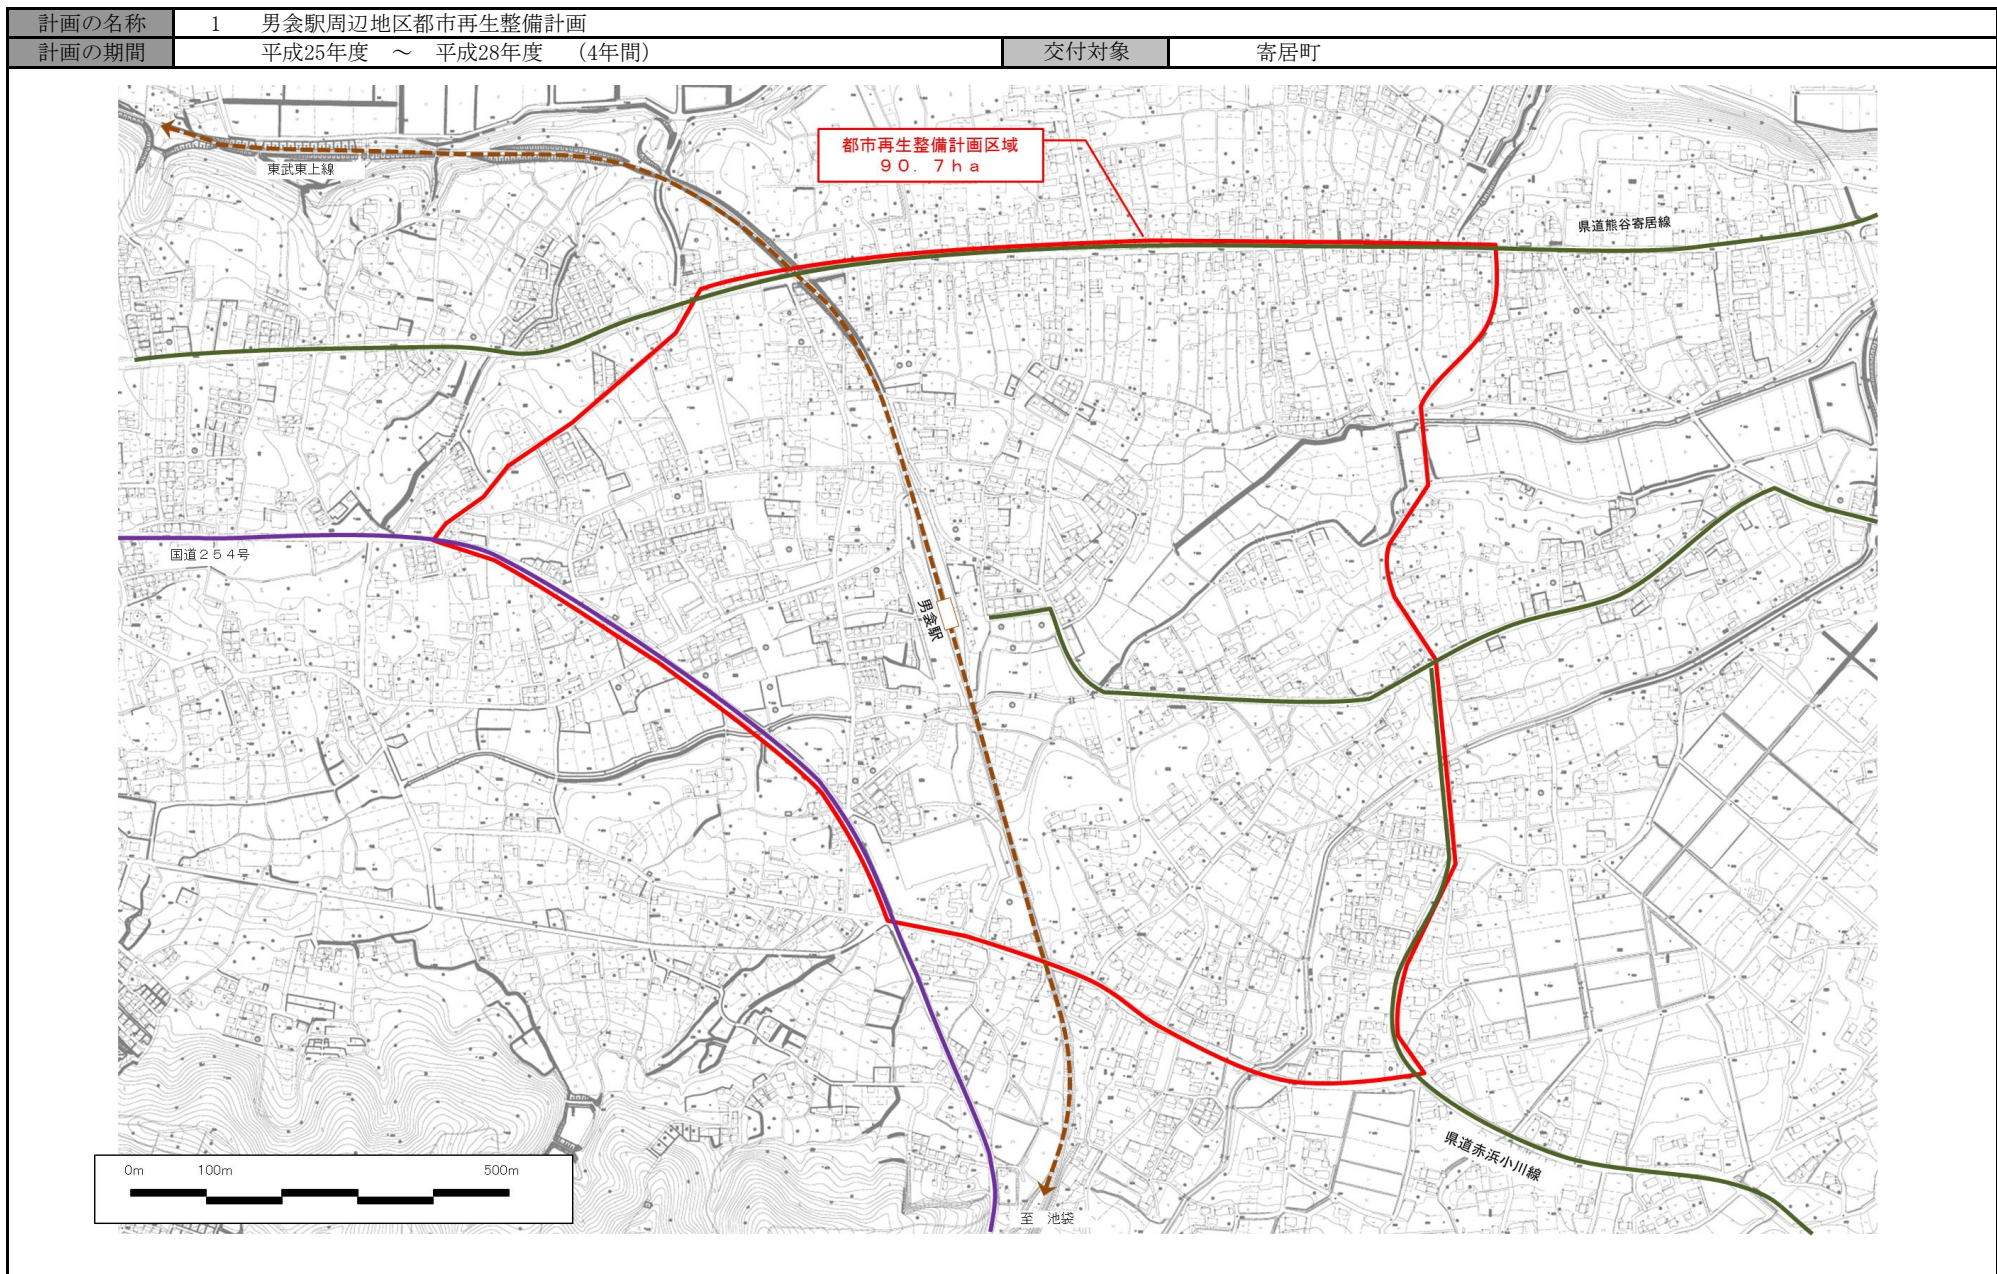 計画の名称 1 男衾駅周辺地区都市再生整備計画
計画の期間 平成25年度 ～ 平成28年度 (4年間) 交付対象 寄居町
都市再生整備計画区域
９０．７ｈａ
東武東上線
県道熊谷寄居線
国道２５４号
男衾駅
県道赤浜小川線
0m 100m 500m
至 池袋